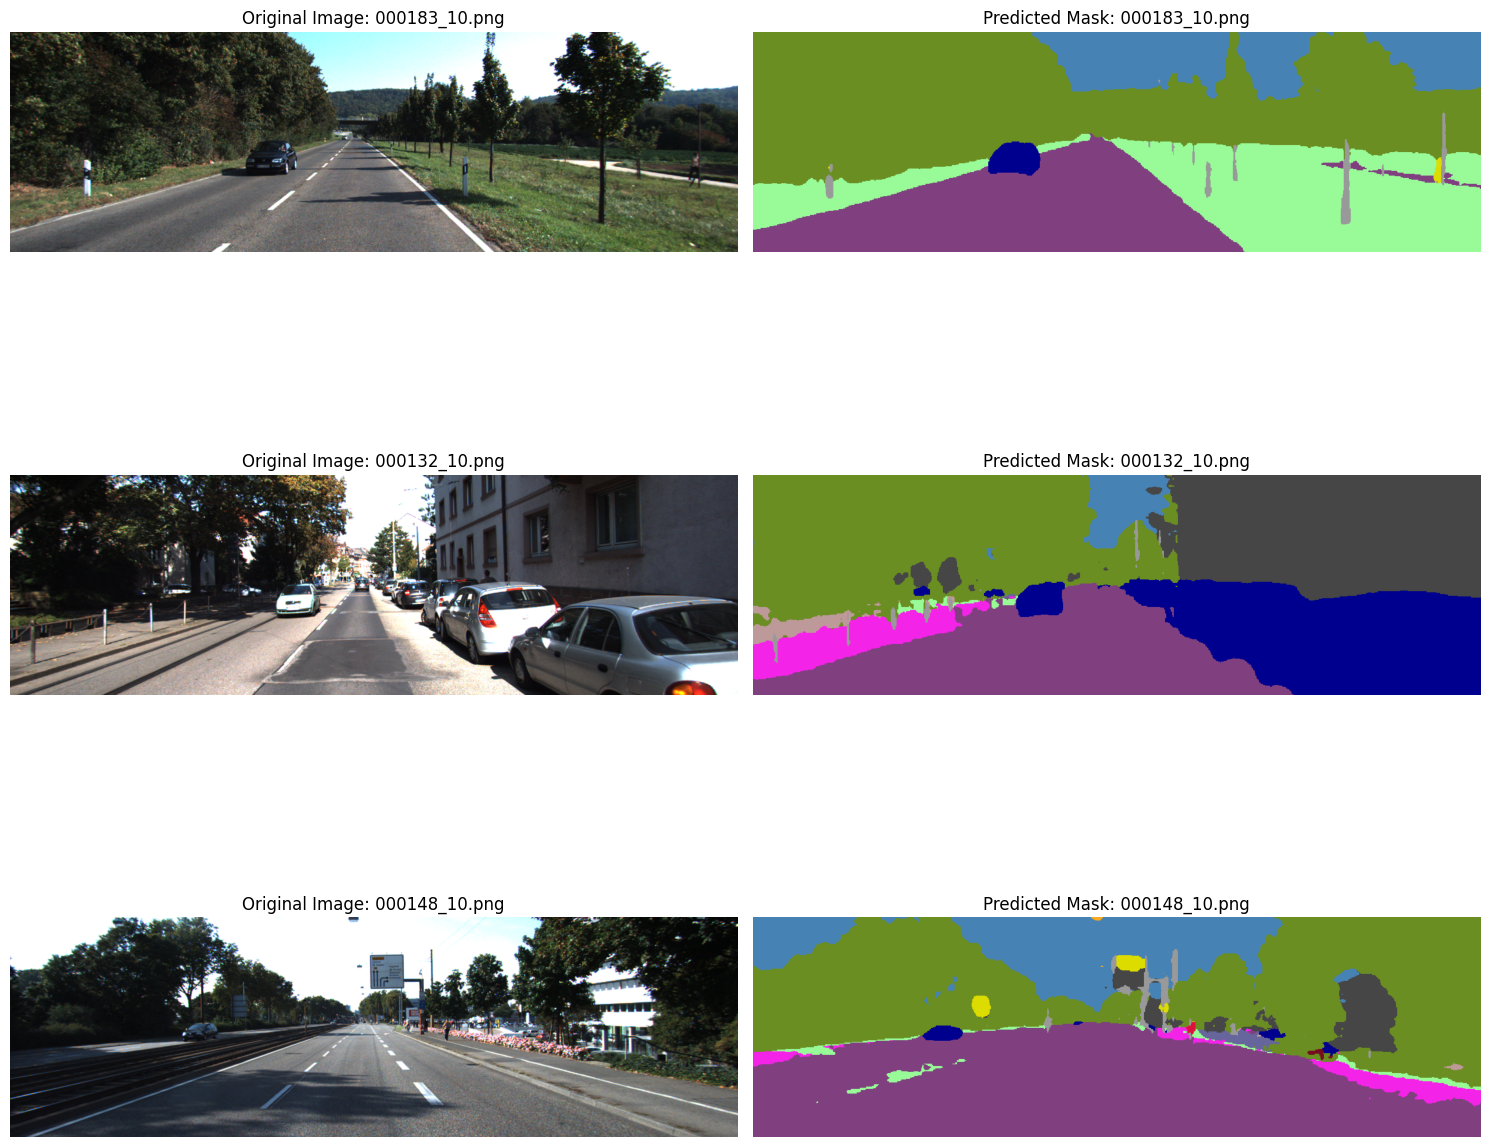 Original Image: 000183_10.png
Predicted Mask: 000183_10.png
Original Image: 000132_10.png
Predicted Mask: 000132_10.png
Original Image: 000148_10.png
Predicted Mask: 000148_10.png